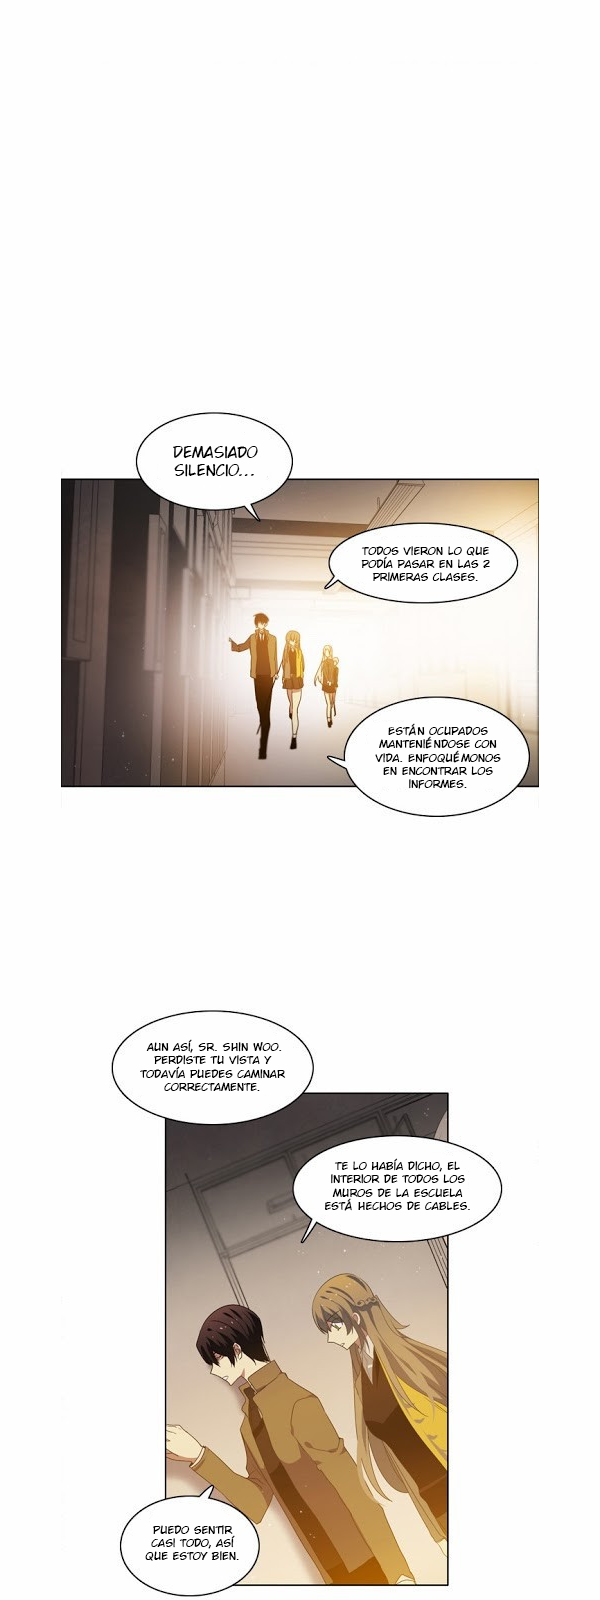 DEMASIADO
SILENCIO...
TODOS VIERON LO QUE
PODÍA PASAR EN LAS 2
PRIMERAS CLASES.
ESTÁN OCUPADOS
MANTENIÉNDOSE CON
VIDA. ENFOQUÉMONOS
EN ENCONTRAR LOS
INFORMES.
AUN ASÍ, SR. SHIN WOO.
PERDISTE TU VISTA Y
TODAVÍA PUEDES CAMINAR
CORRECTAMENTE.
TE LO HABÍA DICHO, EL
INTERIOR DE TODOS LOS
MUROS DE LA ESCUELA
ESTÁ HECHOS DE CABLES.
PUEDO SENTIR
CASI TODO, ASÍ
QUE ESTOY BIEN.